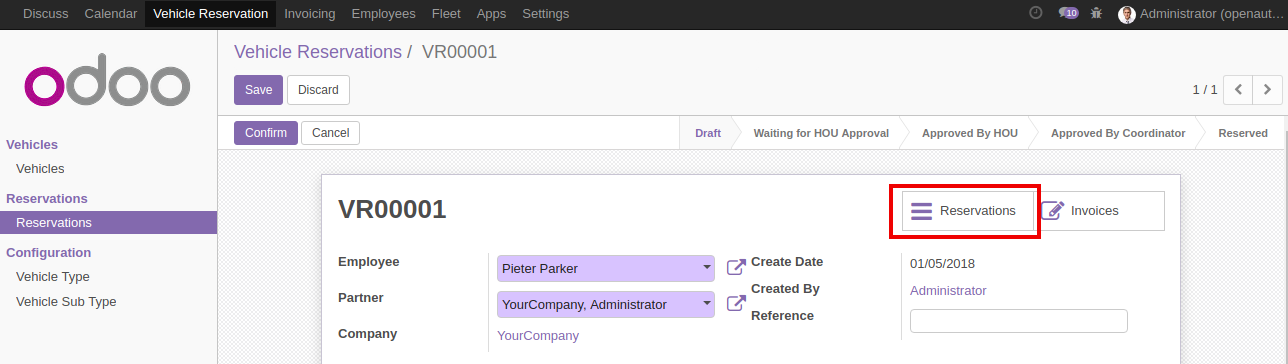 Discuss Calendar Vehicle Reservation Invoicing Employees Fleet Apps Settings 10 Administrator (openaut...
odoo
Vehicles
Vehicles
Reservations
Reservations
Configuration
Vehicle Type
Vehicle Sub Type
Vehicle Reservations / VR00001
Save Discard 1 / 1
Confirm Cancel Draft Waiting for HOU Approval Approved By HOU Approved By Coordinator Reserved
VR00001
Reservations Invoices
Employee Pieter Parker
Partner YourCompany, Administrator
Company YourCompany
Create Date 01/05/2018
Created By Administrator
Reference